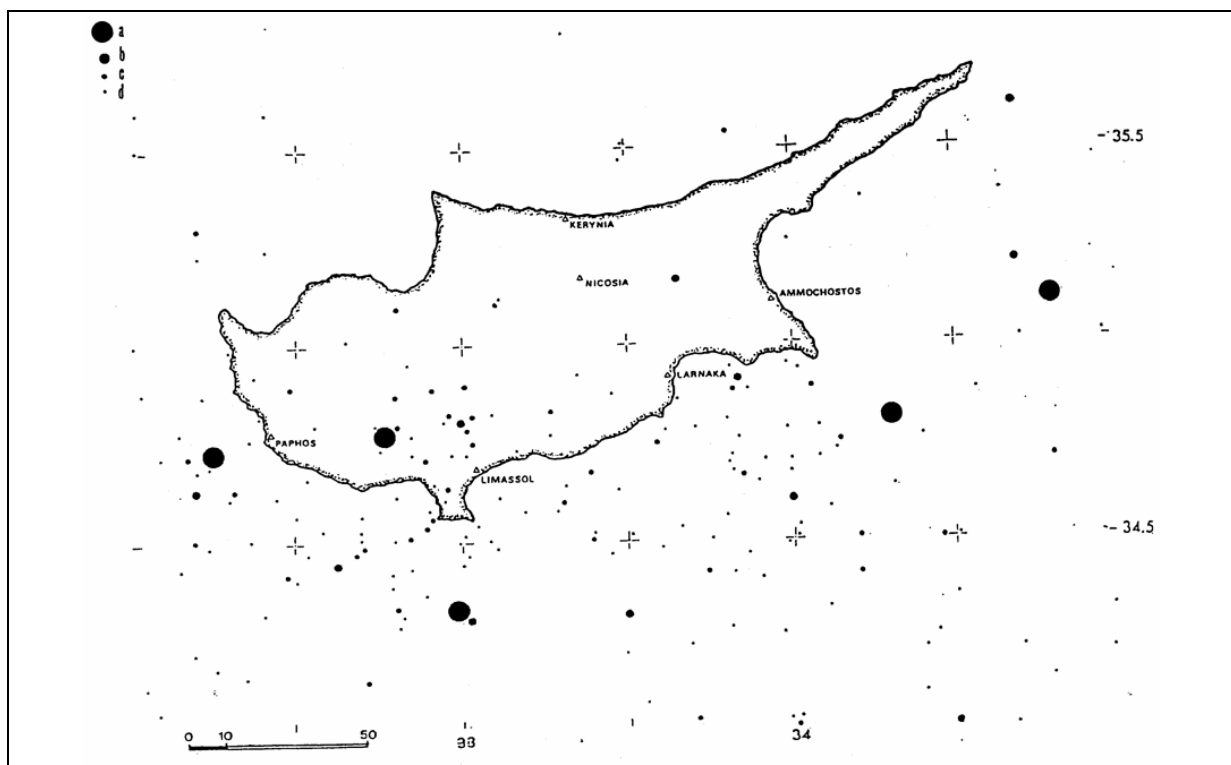 a
b
c
d
35.5
KERYNIA
NICOSIA
AMMOCHOSTOS
LARNAKA
PAPHOS
LIMASSOL
34.5
0 10 50
33
34